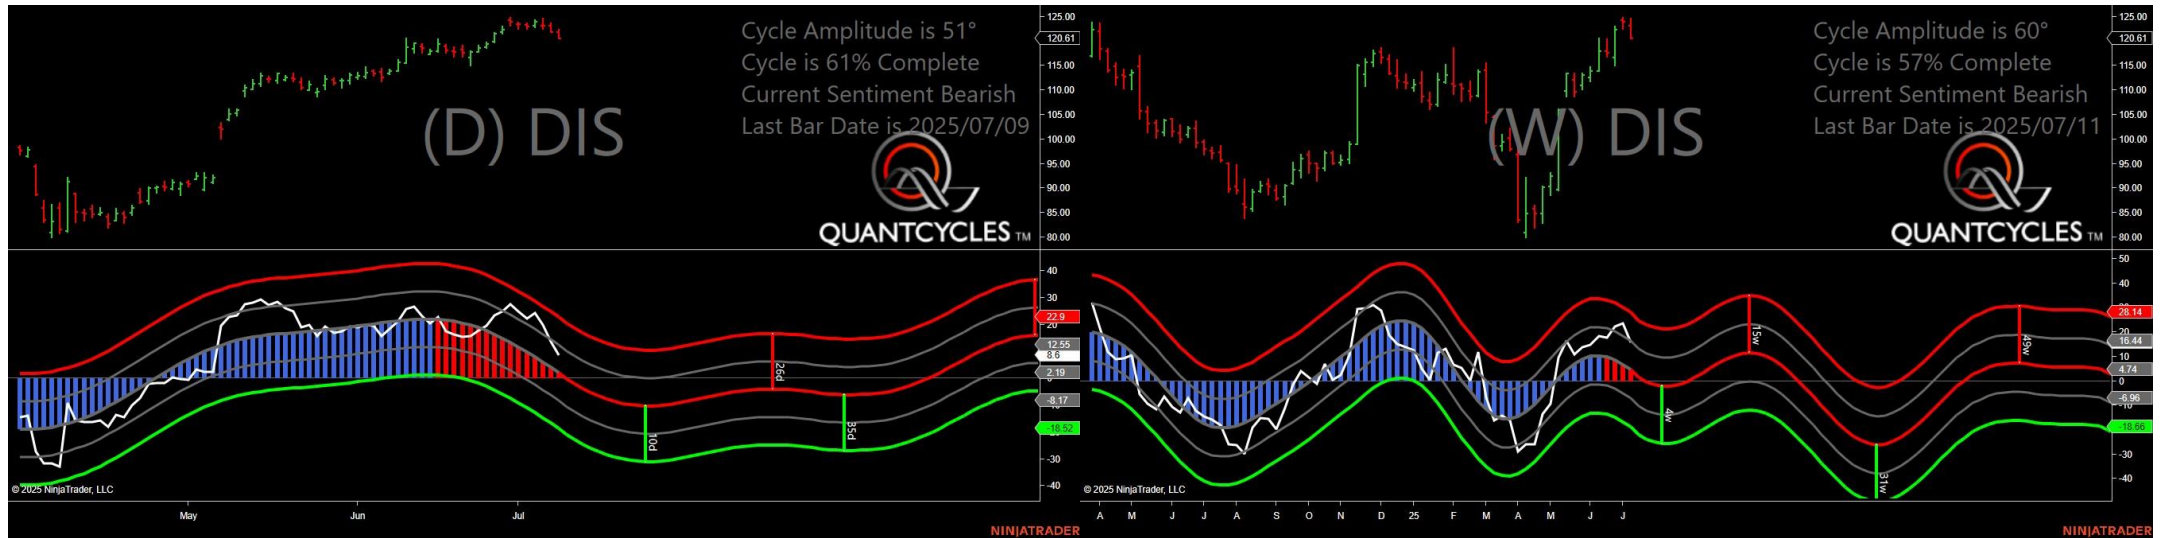 Cycle Amplitude is 51°
Cycle is 61% Complete
Current Sentiment Bearish
Last Bar Date is 2025/07/09
(D) DIS
QUANTCYCLES TM
125.00
120.61
115.00
110.00
105.00
100.00
95.00
90.00
85.00
80.00
40
30
22.9
20
12.55
8.6
2.19
-8.17
-18.52
-30
-40
10d
26d
35d
© 2025 NinjaTrader, LLC
May Jun Jul
NINJATRADER
Cycle Amplitude is 60°
Cycle is 57% Complete
Current Sentiment Bearish
Last Bar Date is 2025/07/11
(W) DIS
QUANTCYCLES TM
125.00
120.61
115.00
110.00
105.00
100.00
95.00
90.00
85.00
80.00
50
40
28.14
20
16.44
10
4.74
0
-6.96
-10
-18.66
-30
-40
4w
15w
31w
49w
© 2025 NinjaTrader, LLC
A M J J A S O N D 25 F M A M J J
NINJATRADER